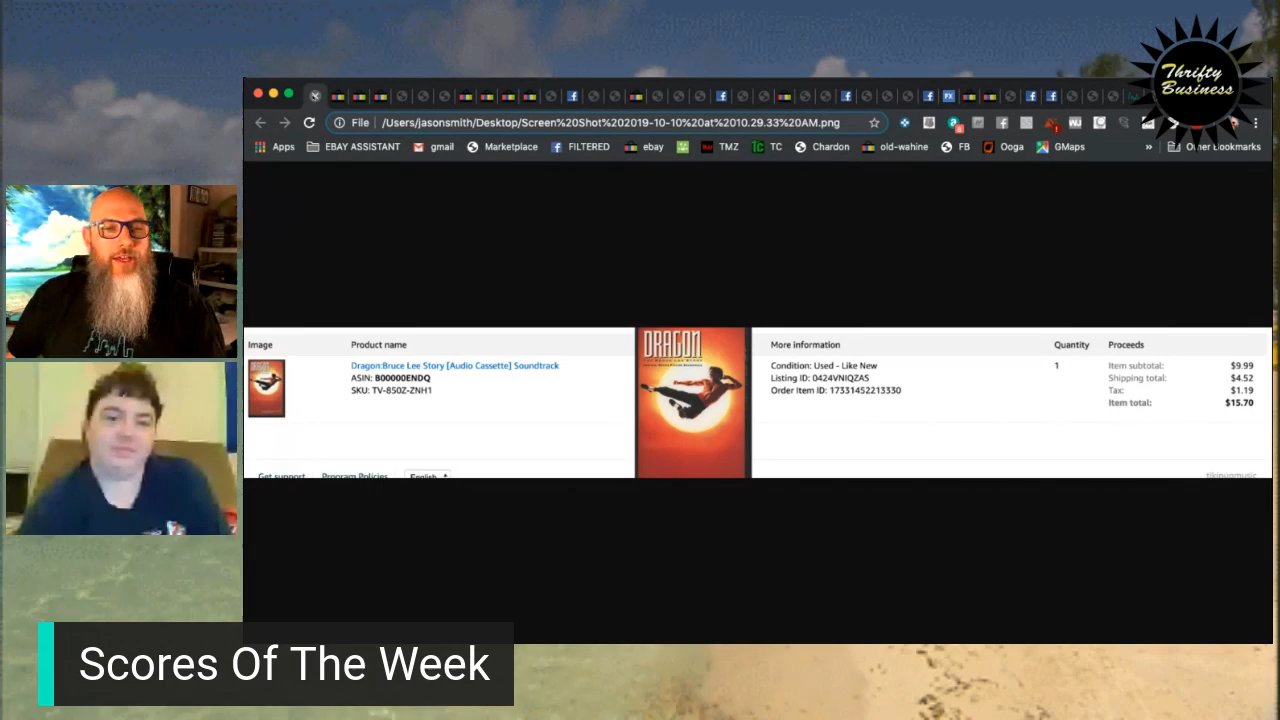 Thrifty
Business
File /Users/jasonsmith/Desktop/Screen%20Shot%202019-10-10%20at%2010.29.33%20AM.png
Apps EBAY ASSISTANT gmail Marketplace FILTERED ebay TMZ TC Chardon old-wahine FB Ooga GMaps » Other Bookmarks
Image Product name More information Quantity Proceeds
DRAGON
Dragon:Bruce Lee Story [Audio Cassette] Soundtrack
ASIN: B00000ENDQ
SKU: TV-850Z-ZNH1
Condition: Used - Like New
Listing ID: 0424VNIQZAS
Order Item ID: 17331452213330
1
Item subtotal: $9.99
Shipping total: $4.52
Tax: $1.19
Item total: $15.70
Get support Program Policies English
tikipugmusic
Scores Of The Week